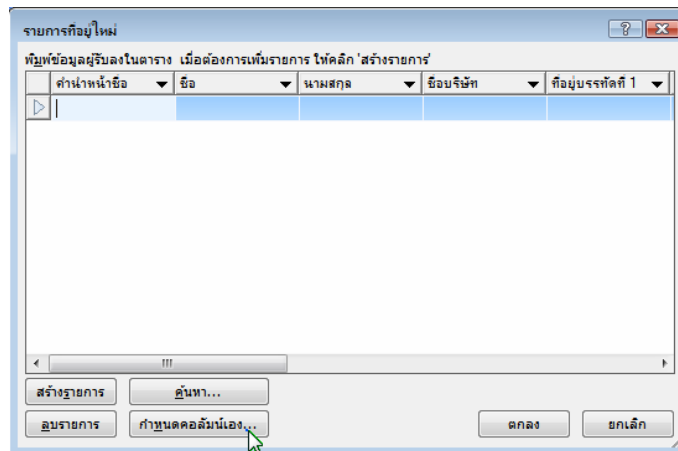 รายการที่อยู่ใหม่
พิมพ์ข้อมูลผู้รับลงในตาราง เมื่อต้องการเพิ่มรายการ ให้คลิก 'สร้างรายการ'
คำนำหน้าชื่อ ชื่อ นามสกุล ชื่อบริษัท ที่อยู่บรรทัดที่ 1
สร้างรายการ ค้นหา...
ลบรายการ กำหนดคอลัมน์เอง... ตกลง ยกเลิก